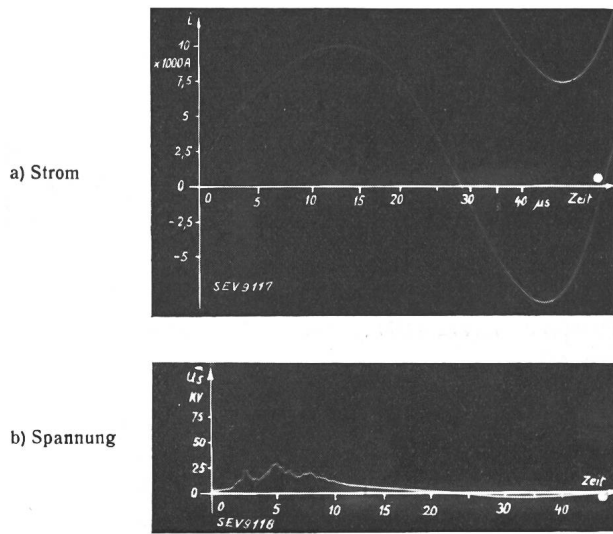 a) Strom
i
10
×1000A
7,5
5
2,5
0
-2,5
-5
0 5 10 15 20 30 40 µs Zeit
SEV9117
b) Spannung
us
KV
75
50
25
0
Zeit
0 5 10 15 20 30 40
SEV9118